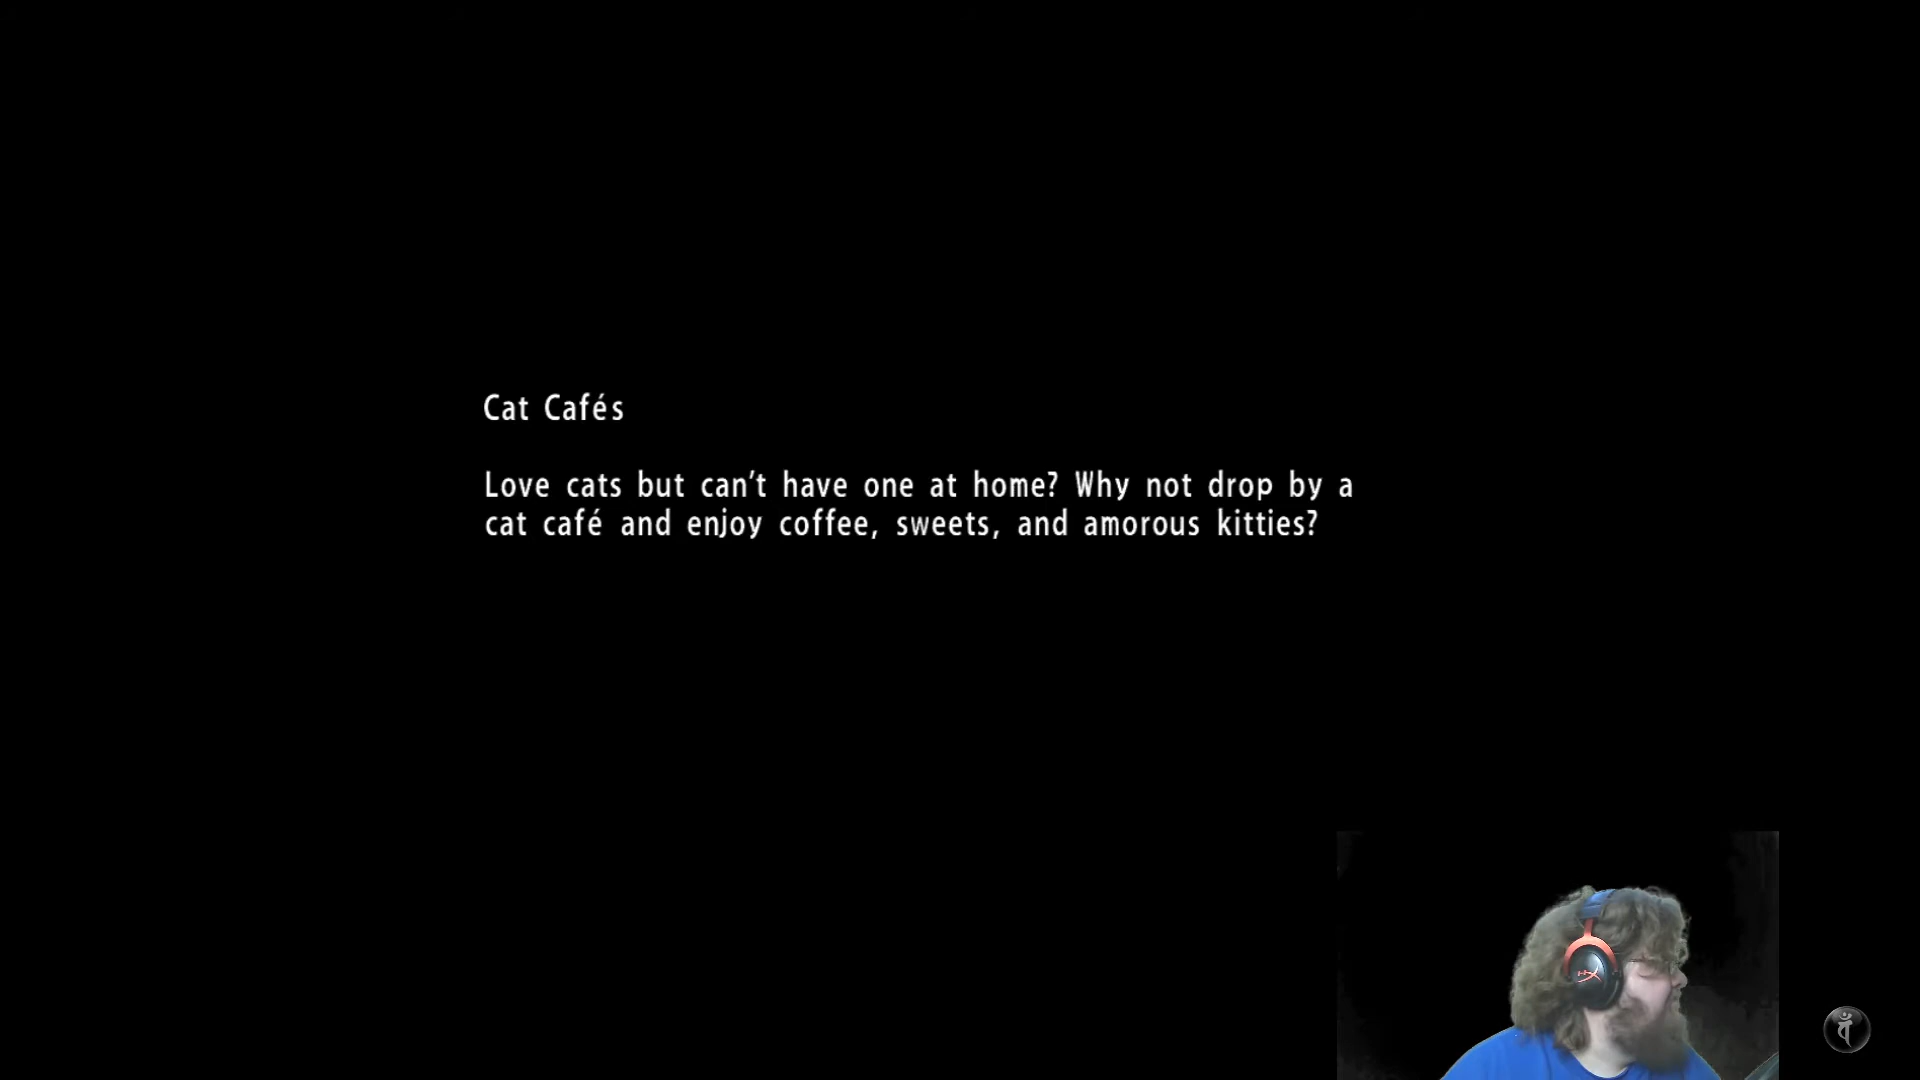 Cat Cafés
Love cats but can't have one at home? Why not drop by a
cat café and enjoy coffee, sweets, and amorous kitties?